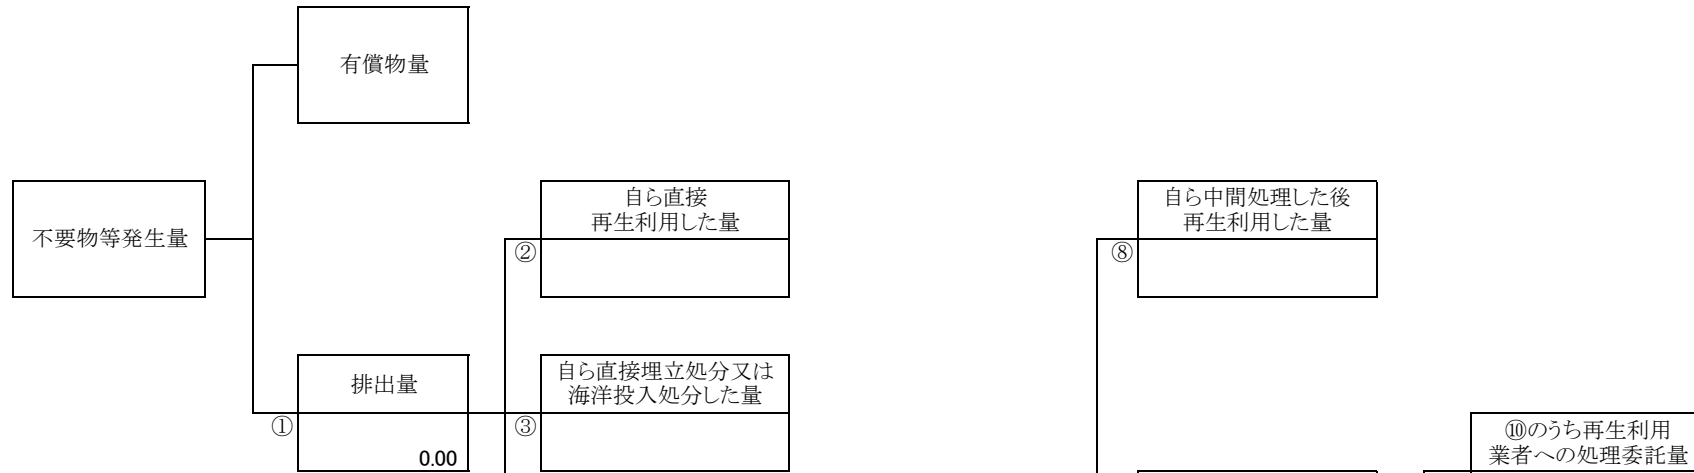 有償物量
不要物等発生量
自ら直接
再生利用した量
②
自ら中間処理した後
再生利用した量
⑧
排出量
①
0.00
自ら直接埋立処分又は
海洋投入処分した量
③
⑩のうち再生利用
業者への処理委託量